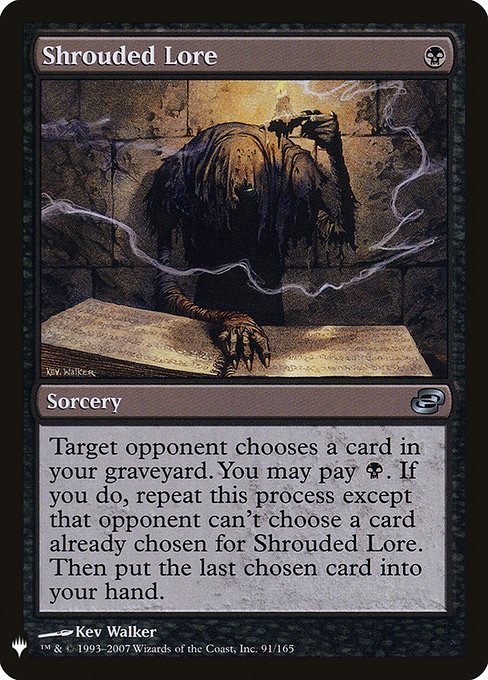 Shrouded Lore
KEV. WALKER
Sorcery
Target opponent chooses a card in
your graveyard. You may pay . If
you do, repeat this process except
that opponent can't choose a card
already chosen for Shrouded Lore.
Then put the last chosen card into
your hand.
Kev Walker
™ & © 1993–2007 Wizards of the Coast, Inc. 91/165